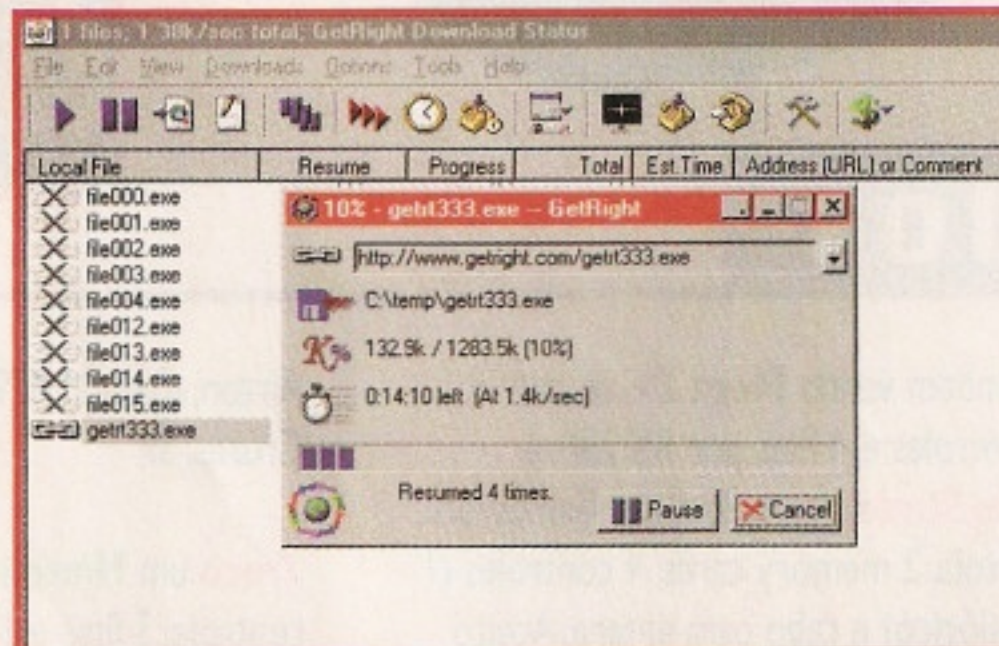 1 files; 1.38k/sec total; GetRight Download Status
File Edit View Downloads Options Tools Help
Local File Resume Progress Total Est. Time Address (URL) or Comment
file000.exe
file001.exe
file002.exe
file003.exe
file004.exe
file012.exe
file013.exe
file014.exe
file015.exe
getrt333.exe
10% - getrt333.exe -- GetRight
http://www.getright.com/getrt333.exe
C:\temp\getrt333.exe
132.9k / 1283.5k (10%)
0:14:10 left (At 1.4k/sec)
Resumed 4 times.
Pause Cancel